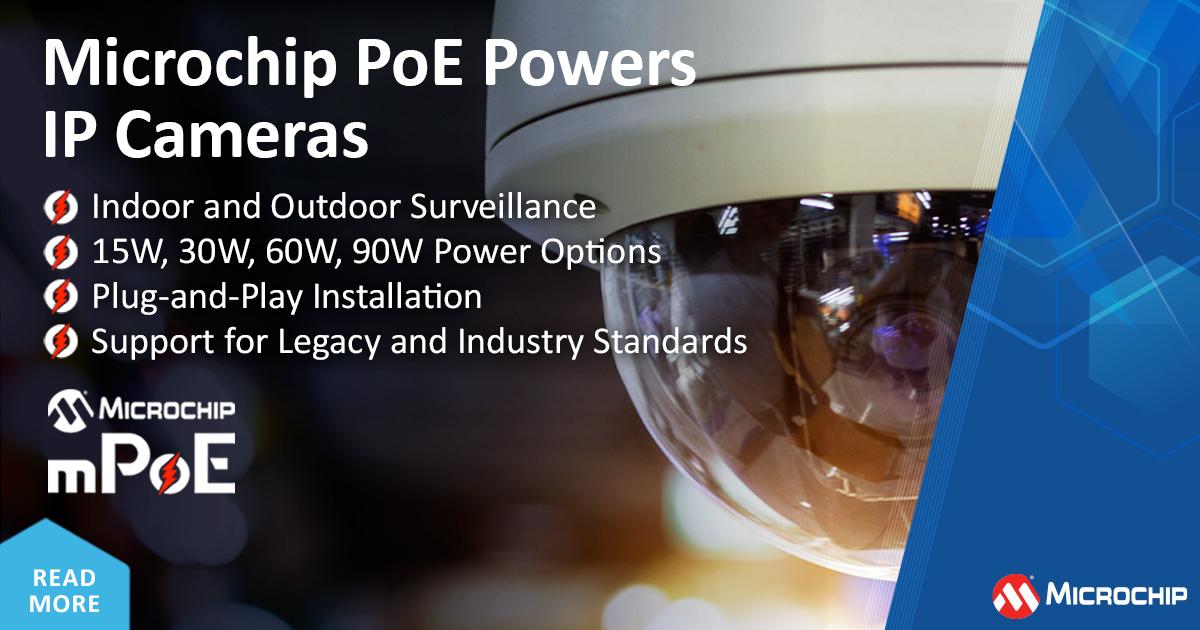 Microchip PoE Powers
IP Cameras
Indoor and Outdoor Surveillance
15W, 30W, 60W, 90W Power Options
Plug-and-Play Installation
Support for Legacy and Industry Standards
MICROCHIP
mPoE
READ
MORE
MICROCHIP